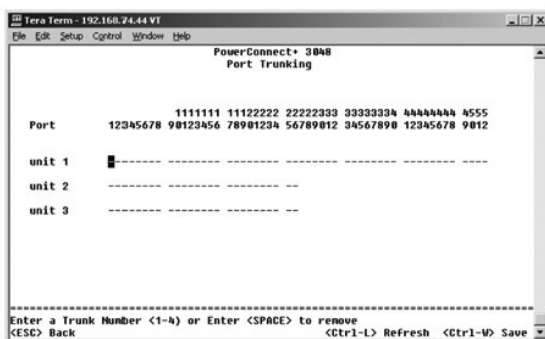 Tera Term - 192.168.74.44 VT
File Edit Setup Control Window Help
PowerConnect+ 3048
Port Trunking
1111111 11122222 22222333 33333334 44444444 4555
Port 12345678 90123456 78901234 56789012 34567890 12345678 9012
unit 1 -------- -------- -------- -------- -------- -------- ----
unit 2 -------- -------- -------- --
unit 3 -------- -------- -------- --
Enter a Trunk Number <1-4) or Enter <SPACE> to remove
<ESC> Back <Ctrl-L> Refresh <Ctrl-W> Save